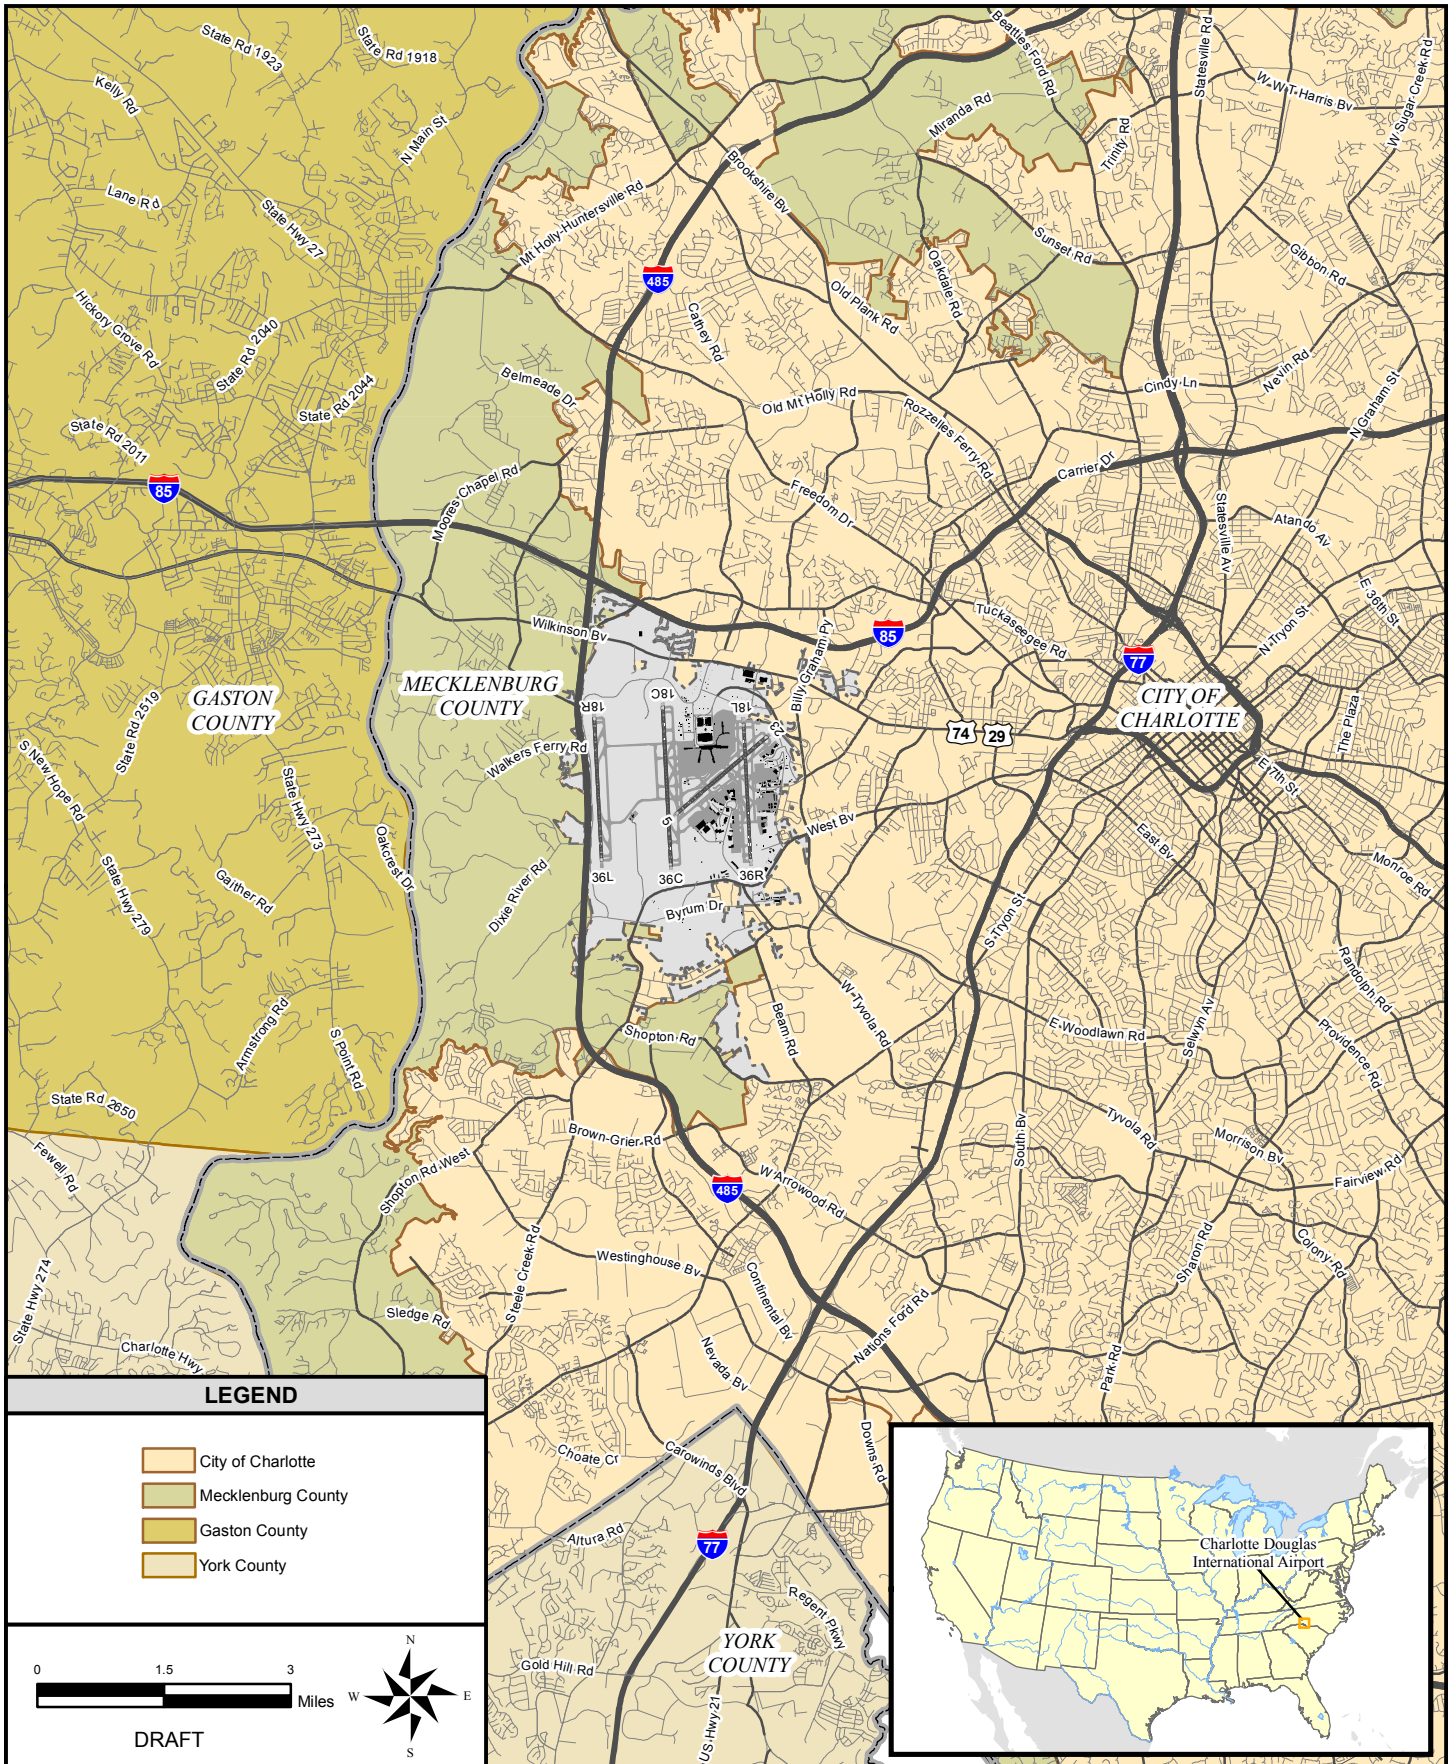 State Rd 1923
State Rd 1918
Beatties Ford Rd
Statesville Rd
W W T Harris Bv
W Sugar Creek Rd
Kelly Rd
N Main St
Miranda Rd
Trinity Rd
Lane Rd
State Hwy 27
Mt Holly-Huntersville Rd
Brookshire Bv
Sunset Rd
Oakdale Rd
Gibbon Rd
485
Old Plank Rd
Hickory Grove Rd
State Rd 2040
Cathey Rd
Nevin Rd
Cindy Ln
N Graham St
State Rd 2044
Belmeade Dr
Old Mt Holly Rd
Rozzelles Ferry Rd
State Rd 2011
85
Moores Chapel Rd
Freedom Dr
Carrier Dr
Statesville Av
Atando Av
E 36th St
Wilkinson Bv
Billy Graham Py
85
Tuckaseegee Rd
N Tryon St
77
GASTON
COUNTY
MECKLENBURG
COUNTY
CITY OF
CHARLOTTE
18R
18C
18L
23
74
29
The Plaza
State Rd 2519
S New Hope Rd
Walkers Ferry Rd
E 7th St
State Hwy 273
Oakcrest Dr
5
West Bv
East Bv
Monroe Rd
State Hwy 279
Gaither Rd
Dixie River Rd
36L
36C
36R
Byrum Dr
S Tryon St
Randolph Rd
Armstrong Rd
S Point Rd
Shopton Rd
Beam Rd
W Tyvola Rd
E Woodlawn Rd
Selwyn Av
Providence Rd
State Rd 2650
Fewell Rd
Brown-Grier Rd
South Bv
Tyvola Rd
Morrison Bv
Fairview Rd
Shopton Rd West
485
W Arrowood Rd
State Hwy 274
S Steele Creek Rd
Westinghouse Bv
Continental Bv
Sharon Rd
Colony Rd
Sledge Rd
Charlotte Hwy
Nevada Bv
Nations Ford Rd
Park Rd
LEGEND
City of Charlotte
Mecklenburg County
Gaston County
York County
Choate Cr
Carowinds Blvd
Downs Rd
Altura Rd
77
Regent Pkwy
YORK
COUNTY
Gold Hill Rd
US Hwy 21
Charlotte Douglas
International Airport
0 1.5 3
Miles
N
W E
S
DRAFT